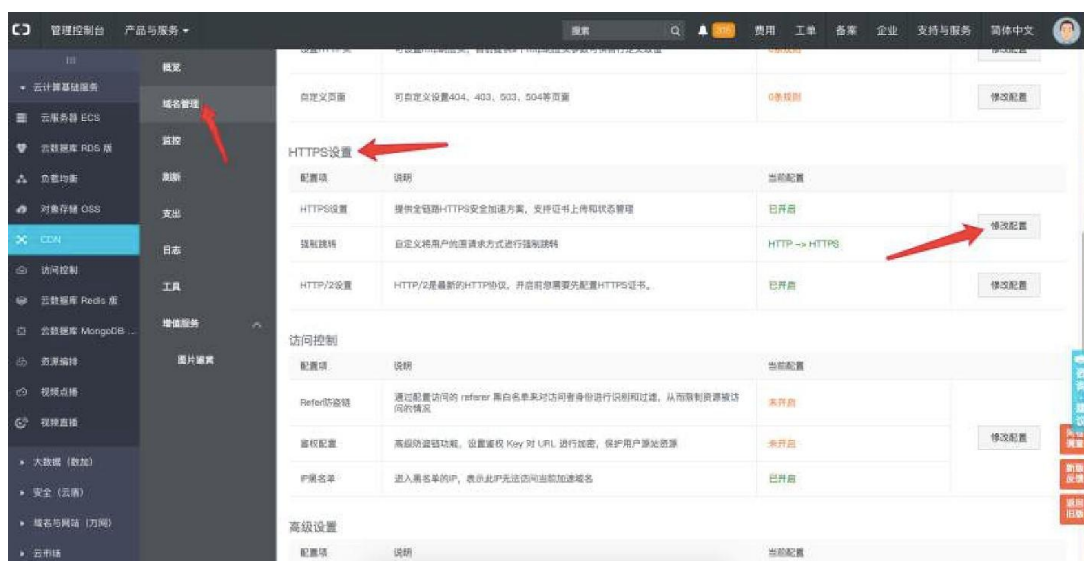 管理控制台 产品与服务 搜索 费用 工单 备案 企业 支持与服务 简体中文
云计算基础服务
云服务器 ECS
云数据库 RDS 版
负载均衡
对象存储 OSS
CDN
访问控制
云数据库 Redis 版
云数据库 MongoDB ...
资源编排
视频点播
视频直播
大数据 (数加)
安全 (云盾)
域名与网站 (万网)
云市场
概览
域名管理
监控
刷新
支出
日志
工具
增值服务
图片鉴黄
修改配置
自定义页面 可自定义设置404、403、503、504等页面 0条规则 修改配置
HTTPS设置
配置项 说明 当前配置
HTTPS设置 提供全链路HTTPS安全加速方案,支持证书上传和状态管理 已开启
修改配置
强制跳转 自定义将用户的原请求方式进行强制跳转 HTTP --> HTTPS
HTTP/2设置 HTTP/2是最新的HTTP协议,开启前您需要先配置HTTPS证书。 已开启 修改配置
访问控制
配置项 说明 当前配置
Refer防盗链 通过配置访问的 referer 黑白名单来对访问者身份进行识别和过滤,从而限制资源被访
问的情况 未开启
鉴权配置 高级防盗链功能,设置鉴权 Key 对 URL 进行加密,保护用户源站资源 未开启 修改配置
IP黑名单 进入黑名单的IP,表示此IP无法访问当前加速域名 已开启
高级设置
配置项 说明 当前配置
咨询·建议
新版
反馈
返回
旧版